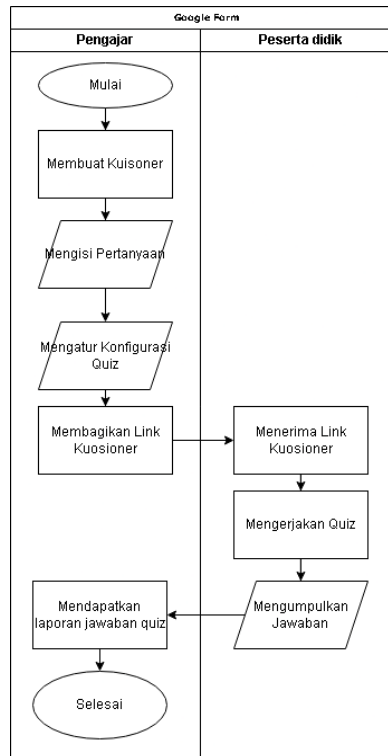 Google Form
Pengajar
Peserta didik
Mulai
Membuat Kuisoner
Mengisi Pertanyaan
Mengatur Konfigurasi
Quiz
Membagikan Link
Kuosioner
Menerima Link
Kuosioner
Mengerjakan Quiz
Mengumpulkan
Jawaban
Mendapatkan
laporan jawaban quiz
Selesai